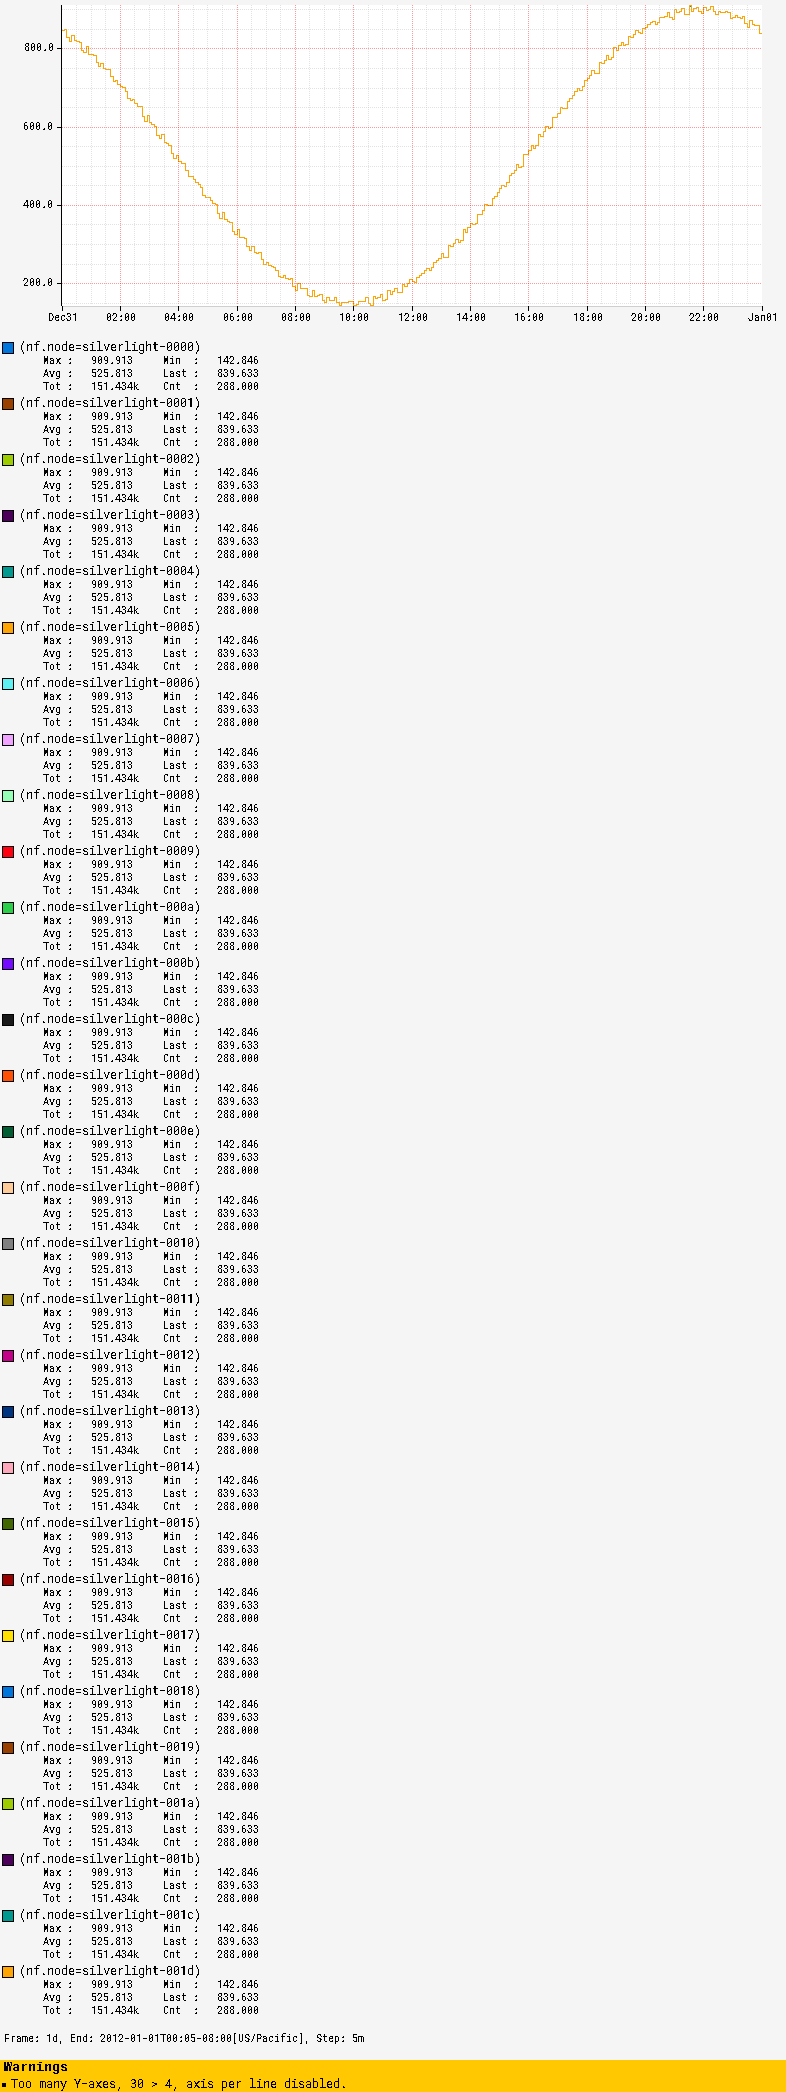 800.0
600.0
400.0
200.0
Dec31 02:00 04:00 06:00 08:00 10:00 12:00 14:00 16:00 18:00 20:00 22:00 Jan01
(nf.node=silverlight-0000)
Max : 909.913 Min : 142.846
Avg : 525.813 Last : 839.633
Tot : 151.434k Cnt : 288.000
(nf.node=silverlight-0001)
Max : 909.913 Min : 142.846
Avg : 525.813 Last : 839.633
Tot : 151.434k Cnt : 288.000
(nf.node=silverlight-0002)
Max : 909.913 Min : 142.846
Avg : 525.813 Last : 839.633
Tot : 151.434k Cnt : 288.000
(nf.node=silverlight-0003)
Max : 909.913 Min : 142.846
Avg : 525.813 Last : 839.633
Tot : 151.434k Cnt : 288.000
(nf.node=silverlight-0004)
Max : 909.913 Min : 142.846
Avg : 525.813 Last : 839.633
Tot : 151.434k Cnt : 288.000
(nf.node=silverlight-0005)
Max : 909.913 Min : 142.846
Avg : 525.813 Last : 839.633
Tot : 151.434k Cnt : 288.000
(nf.node=silverlight-0006)
Max : 909.913 Min : 142.846
Avg : 525.813 Last : 839.633
Tot : 151.434k Cnt : 288.000
(nf.node=silverlight-0007)
Max : 909.913 Min : 142.846
Avg : 525.813 Last : 839.633
Tot : 151.434k Cnt : 288.000
(nf.node=silverlight-0008)
Max : 909.913 Min : 142.846
Avg : 525.813 Last : 839.633
Tot : 151.434k Cnt : 288.000
(nf.node=silverlight-0009)
Max : 909.913 Min : 142.846
Avg : 525.813 Last : 839.633
Tot : 151.434k Cnt : 288.000
(nf.node=silverlight-000a)
Max : 909.913 Min : 142.846
Avg : 525.813 Last : 839.633
Tot : 151.434k Cnt : 288.000
(nf.node=silverlight-000b)
Max : 909.913 Min : 142.846
Avg : 525.813 Last : 839.633
Tot : 151.434k Cnt : 288.000
(nf.node=silverlight-000c)
Max : 909.913 Min : 142.846
Avg : 525.813 Last : 839.633
Tot : 151.434k Cnt : 288.000
(nf.node=silverlight-000d)
Max : 909.913 Min : 142.846
Avg : 525.813 Last : 839.633
Tot : 151.434k Cnt : 288.000
(nf.node=silverlight-000e)
Max : 909.913 Min : 142.846
Avg : 525.813 Last : 839.633
Tot : 151.434k Cnt : 288.000
(nf.node=silverlight-000f)
Max : 909.913 Min : 142.846
Avg : 525.813 Last : 839.633
Tot : 151.434k Cnt : 288.000
(nf.node=silverlight-0010)
Max : 909.913 Min : 142.846
Avg : 525.813 Last : 839.633
Tot : 151.434k Cnt : 288.000
(nf.node=silverlight-0011)
Max : 909.913 Min : 142.846
Avg : 525.813 Last : 839.633
Tot : 151.434k Cnt : 288.000
(nf.node=silverlight-0012)
Max : 909.913 Min : 142.846
Avg : 525.813 Last : 839.633
Tot : 151.434k Cnt : 288.000
(nf.node=silverlight-0013)
Max : 909.913 Min : 142.846
Avg : 525.813 Last : 839.633
Tot : 151.434k Cnt : 288.000
(nf.node=silverlight-0014)
Max : 909.913 Min : 142.846
Avg : 525.813 Last : 839.633
Tot : 151.434k Cnt : 288.000
(nf.node=silverlight-0015)
Max : 909.913 Min : 142.846
Avg : 525.813 Last : 839.633
Tot : 151.434k Cnt : 288.000
(nf.node=silverlight-0016)
Max : 909.913 Min : 142.846
Avg : 525.813 Last : 839.633
Tot : 151.434k Cnt : 288.000
(nf.node=silverlight-0017)
Max : 909.913 Min : 142.846
Avg : 525.813 Last : 839.633
Tot : 151.434k Cnt : 288.000
(nf.node=silverlight-0018)
Max : 909.913 Min : 142.846
Avg : 525.813 Last : 839.633
Tot : 151.434k Cnt : 288.000
(nf.node=silverlight-0019)
Max : 909.913 Min : 142.846
Avg : 525.813 Last : 839.633
Tot : 151.434k Cnt : 288.000
(nf.node=silverlight-001a)
Max : 909.913 Min : 142.846
Avg : 525.813 Last : 839.633
Tot : 151.434k Cnt : 288.000
(nf.node=silverlight-001b)
Max : 909.913 Min : 142.846
Avg : 525.813 Last : 839.633
Tot : 151.434k Cnt : 288.000
(nf.node=silverlight-001c)
Max : 909.913 Min : 142.846
Avg : 525.813 Last : 839.633
Tot : 151.434k Cnt : 288.000
(nf.node=silverlight-001d)
Max : 909.913 Min : 142.846
Avg : 525.813 Last : 839.633
Tot : 151.434k Cnt : 288.000
Frame: 1d, End: 2012-01-01T00:05-08:00[US/Pacific], Step: 5m
Warnings
▪ Too many Y-axes, 30 > 4, axis per line disabled.